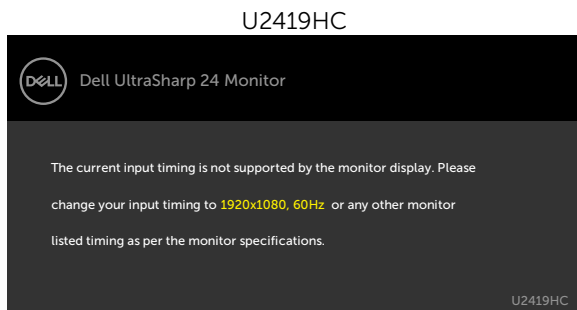 U2419HC
DELL Dell UltraSharp 24 Monitor
The current input timing is not supported by the monitor display. Please
change your input timing to 1920x1080, 60Hz or any other monitor
listed timing as per the monitor specifications.
U2419HC